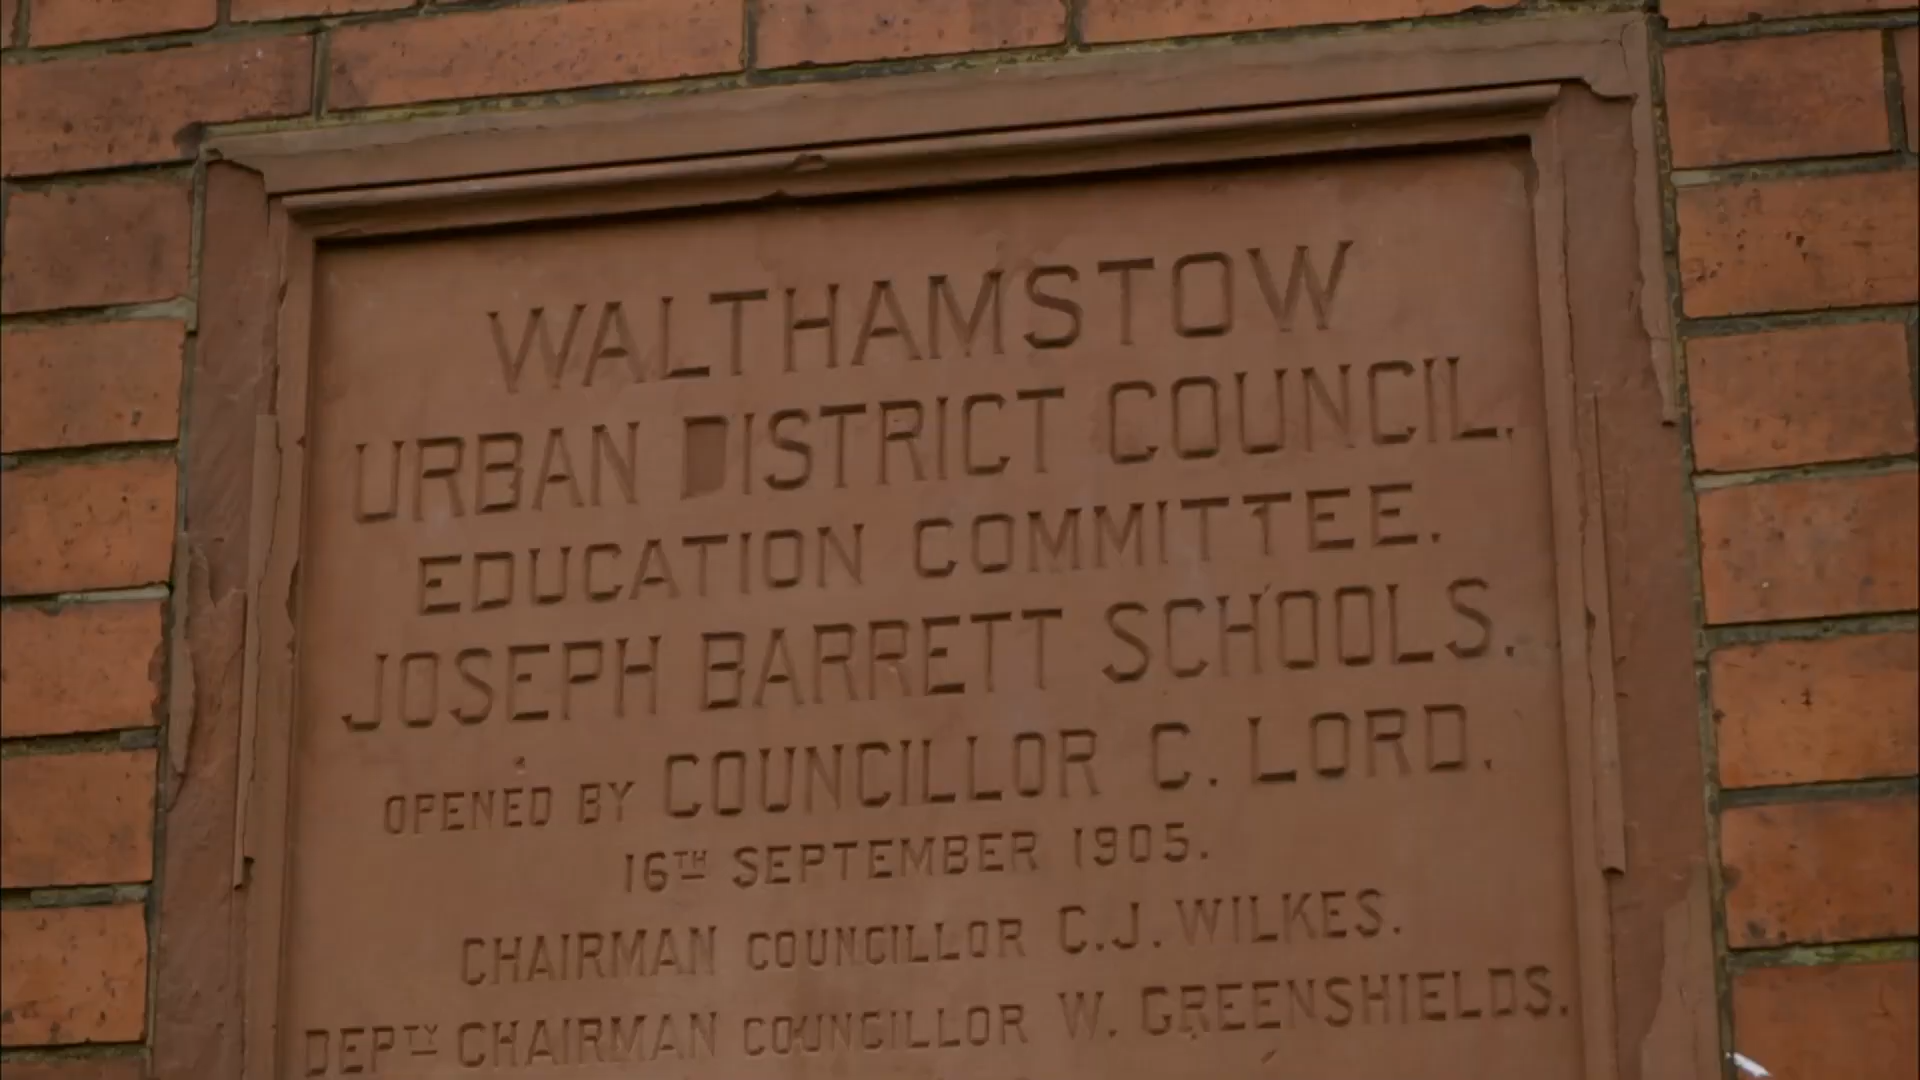 WALTHAMSTOW
URBAN DISTRICT COUNCIL.
EDUCATION COMMITTEE.
JOSEPH BARRETT SCHOOLS.
OPENED BY COUNCILLOR C. LORD.
16TH SEPTEMBER 1905.
CHAIRMAN COUNCILLOR C.J. WILKES.
DEPTY CHAIRMAN COUNCILLOR W. GREENSHIELDS.